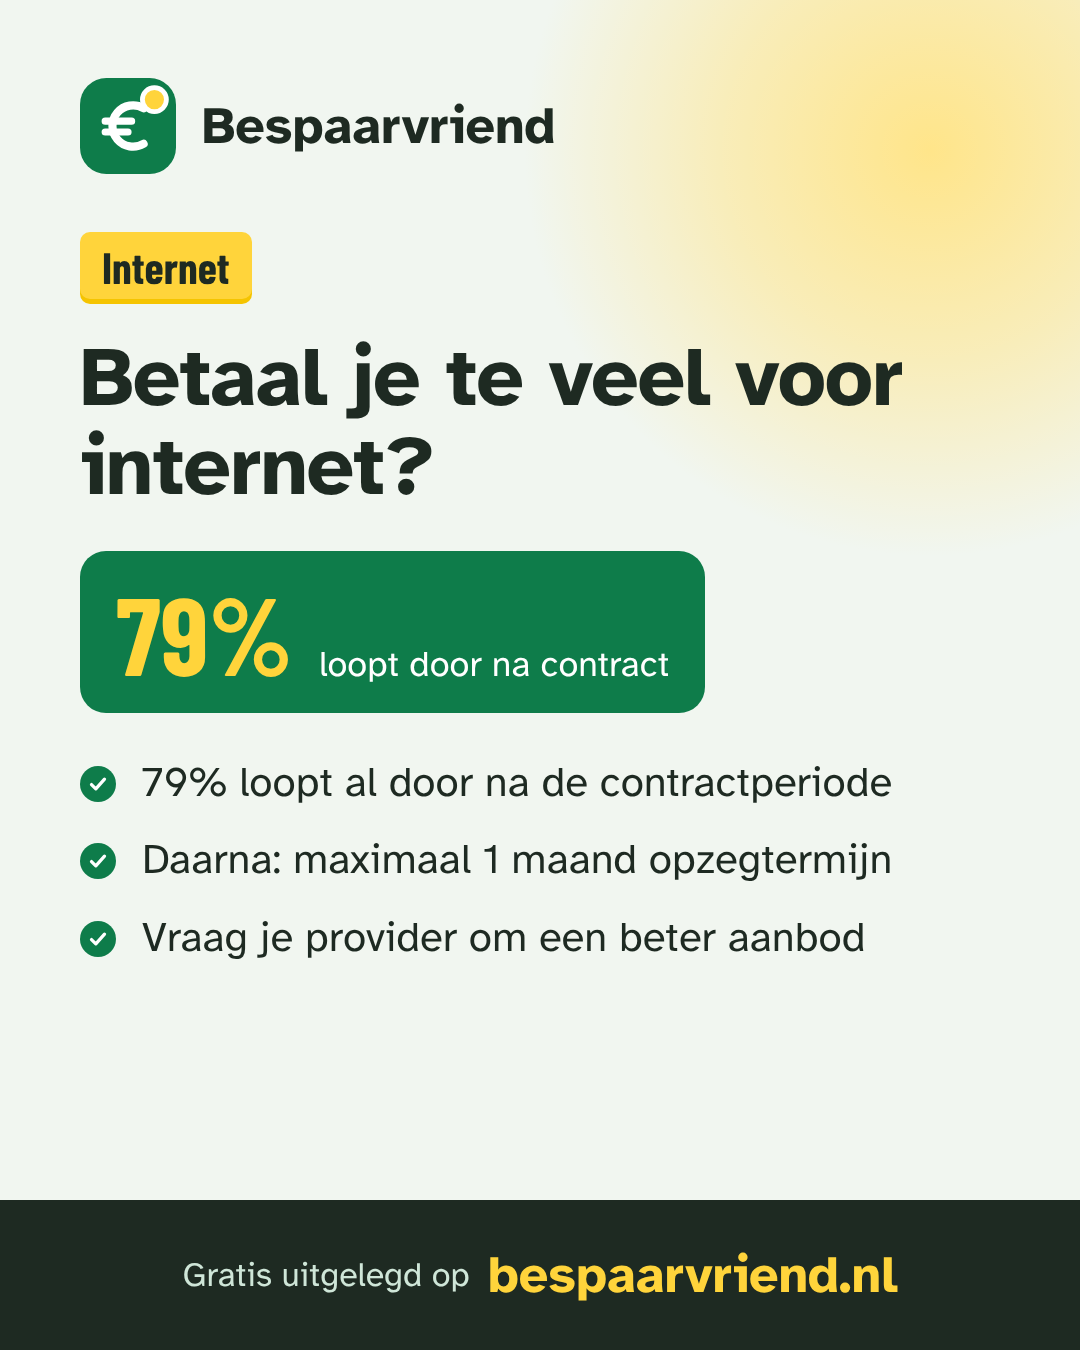 Bespaarvriend
Internet
Betaal je te veel voor
internet?
79% loopt door na contract
79% loopt al door na de contractperiode
Daarna: maximaal 1 maand opzegtermijn
Vraag je provider om een beter aanbod
Gratis uitgelegd op bespaarvriend.nl